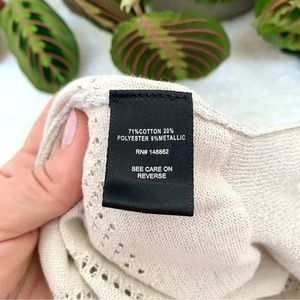 71%COTTON 20%
POLYESTER 9%METALLIC
RN# 148862
SEE CARE ON
REVERSE